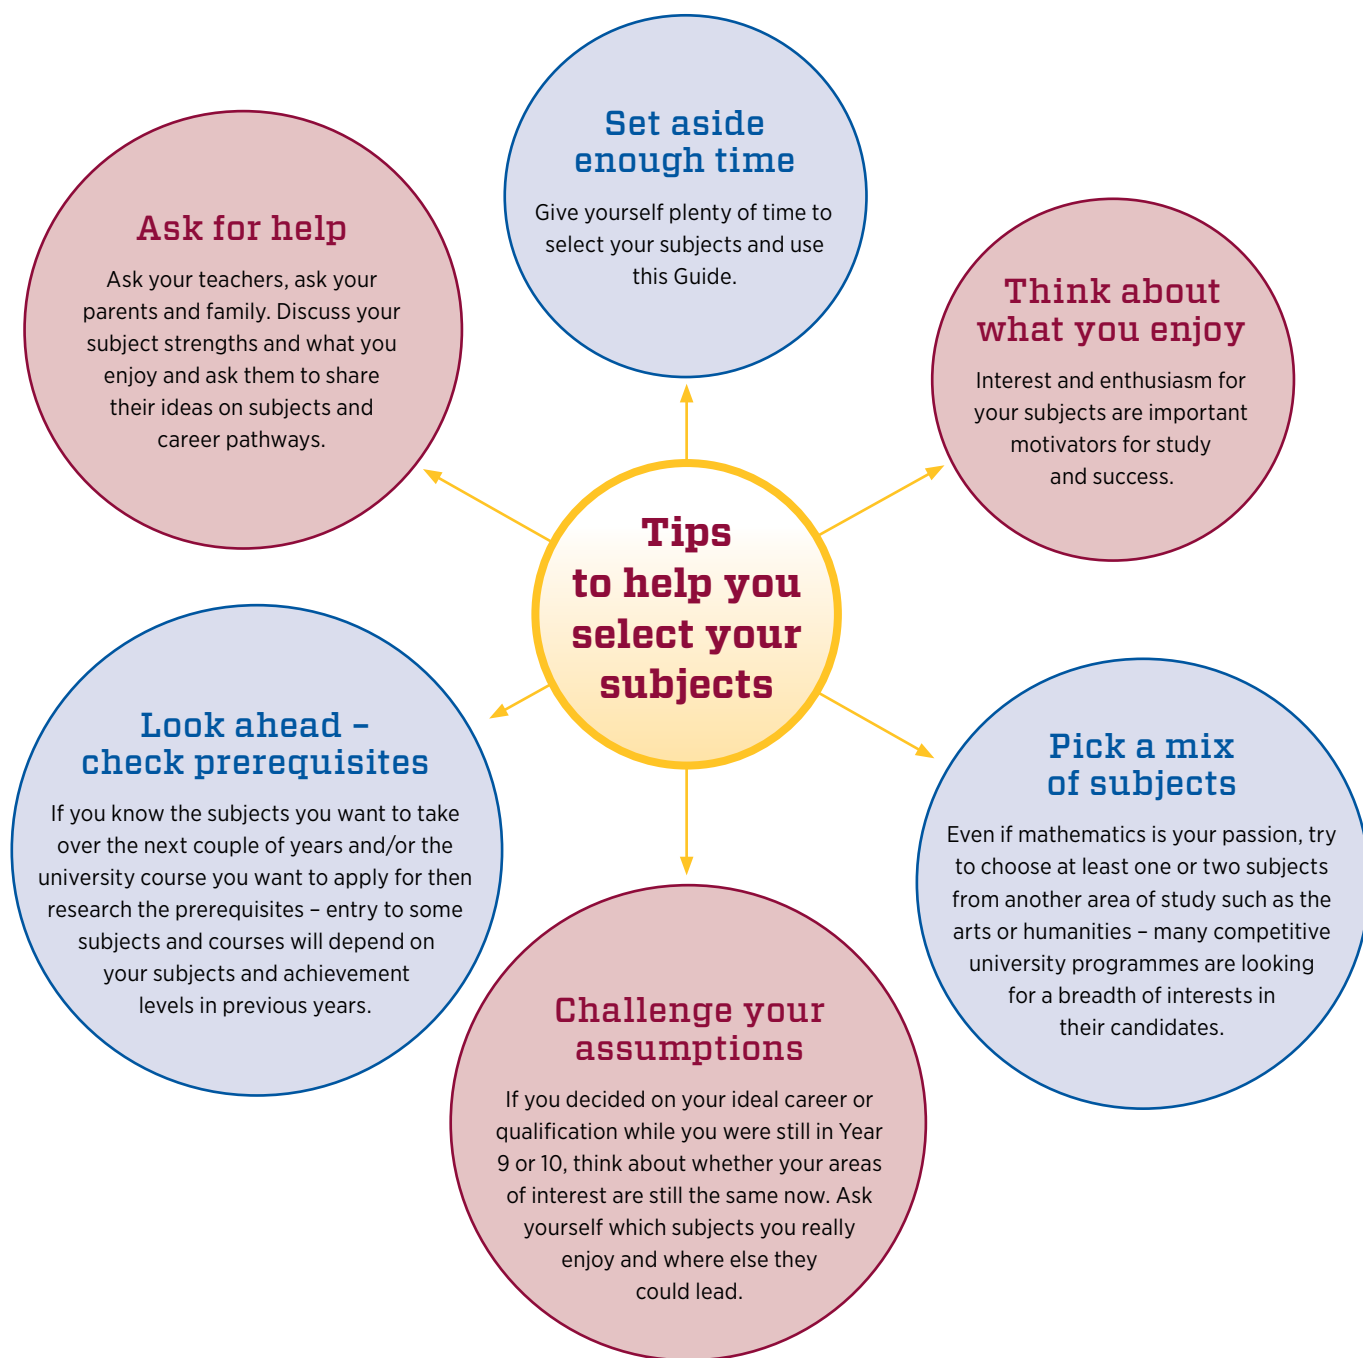 Set aside
enough time
Give yourself plenty of time to
select your subjects and use
this Guide.
Ask for help
Ask your teachers, ask your
parents and family. Discuss your
subject strengths and what you
enjoy and ask them to share
their ideas on subjects and
career pathways.
Think about
what you enjoy
Interest and enthusiasm for
your subjects are important
motivators for study
and success.
Tips
to help you
select your
subjects
Look ahead –
check prerequisites
If you know the subjects you want to take
over the next couple of years and/or the
university course you want to apply for then
research the prerequisites – entry to some
subjects and courses will depend on
your subjects and achievement
levels in previous years.
Pick a mix
of subjects
Even if mathematics is your passion, try
to choose at least one or two subjects
from another area of study such as the
arts or humanities – many competitive
university programmes are looking
for a breadth of interests in
their candidates.
Challenge your
assumptions
If you decided on your ideal career or
qualification while you were still in Year
9 or 10, think about whether your areas
of interest are still the same now. Ask
yourself which subjects you really
enjoy and where else they
could lead.